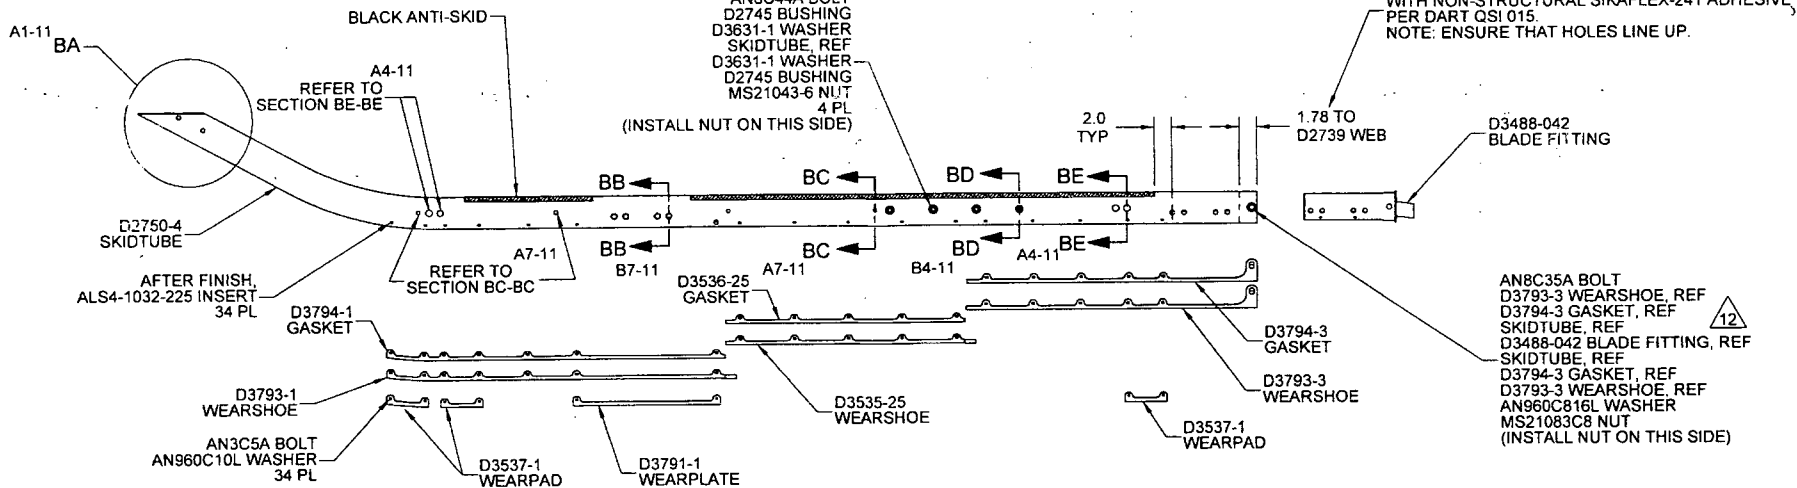 A1-11
BA
BLACK ANTI-SKID
A4-11
REFER TO
SECTION BE-BE
D2745 BUSHING
D3631-1 WASHER
SKIDTUBE, REF
D3631-1 WASHER
D2745 BUSHING
MS21043-6 NUT
4 PL
(INSTALL NUT ON THIS SIDE)
WITH NON-STRUCTURAL SIKAFLEX-241 ADHESIVE
PER DART QSI 015.
NOTE: ENSURE THAT HOLES LINE UP.
2.0
TYP
1.78 TO
D2739 WEB
D3488-042
BLADE FITTING
BB
BC
BD
BE
BB
BC
BD
BE
D2750-4
SKIDTUBE
AFTER FINISH,
ALS4-1032-225 INSERT
34 PL
REFER TO
SECTION BC-BC
A7-11
B7-11
A7-11
B4-11
A4-11
D3794-1
GASKET
D3536-25
GASKET
D3794-3
GASKET
D3793-1
WEARSHOE
D3535-25
WEARSHOE
D3793-3
WEARSHOE
AN3C5A BOLT
AN960C10L WASHER
34 PL
D3537-1
WEARPAD
D3791-1
WEARPLATE
D3537-1
WEARPAD
AN8C35A BOLT
D3793-3 WEARSHOE, REF
D3794-3 GASKET, REF
SKIDTUBE, REF
D3488-042 BLADE FITTING, REF
SKIDTUBE, REF
D3794-3 GASKET, REF
D3793-3 WEARSHOE, REF
AN960C816L WASHER
MS21083C8 NUT
(INSTALL NUT ON THIS SIDE)
12